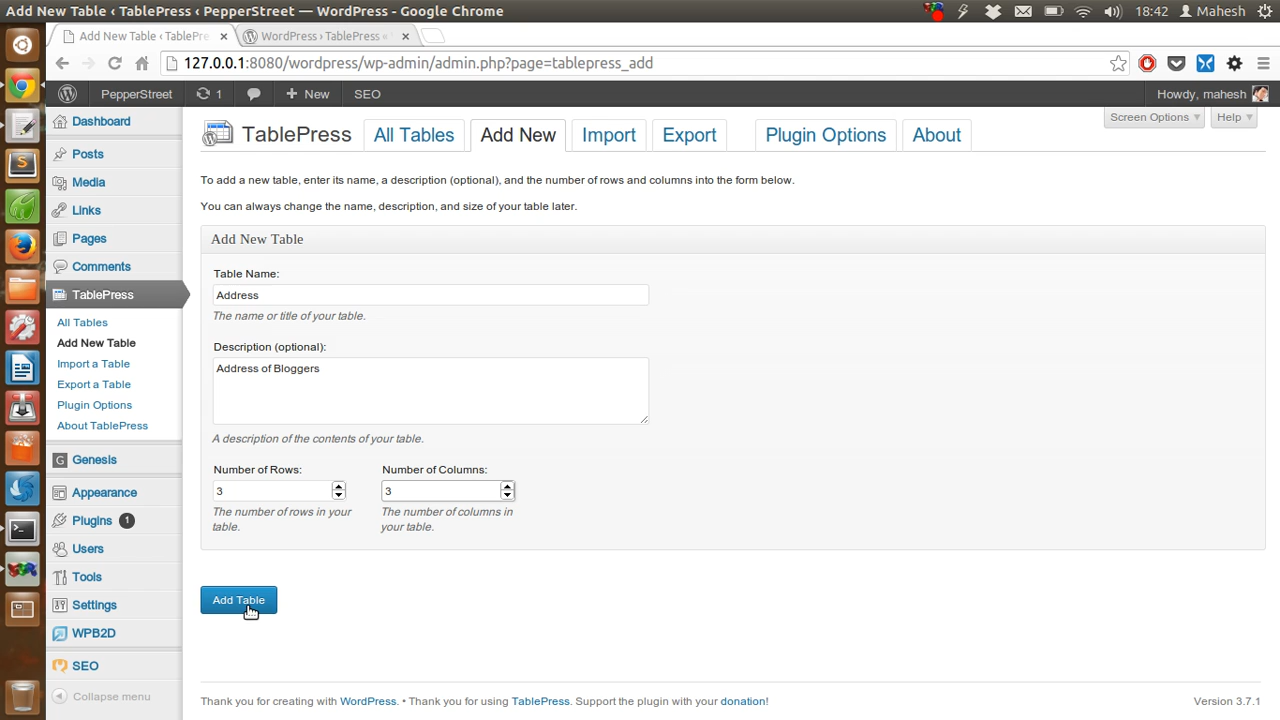 Add New Table ‹ TablePress ‹ PepperStreet — WordPress - Google Chrome
18:42 Mahesh
Add New Table ‹ TablePre
WordPress › TablePress «
127.0.0.1:8080/wordpress/wp-admin/admin.php?page=tablepress_add
PepperStreet
1
+ New
SEO
Howdy, mahesh
Dashboard
Posts
Media
Links
Pages
Comments
TablePress
All Tables
Add New Table
Import a Table
Export a Table
Plugin Options
About TablePress
Genesis
Appearance
Plugins 1
Users
Tools
Settings
WPB2D
SEO
Collapse menu
Screen Options
Help
TablePress
All Tables
Add New
Import
Export
Plugin Options
About
To add a new table, enter its name, a description (optional), and the number of rows and columns into the form below.
You can always change the name, description, and size of your table later.
Add New Table
Table Name:
Address
The name or title of your table.
Description (optional):
Address of Bloggers
A description of the contents of your table.
Number of Rows:
3
The number of rows in your
table.
Number of Columns:
3
The number of columns in
your table.
Add Table
Thank you for creating with WordPress. • Thank you for using TablePress. Support the plugin with your donation!
Version 3.7.1